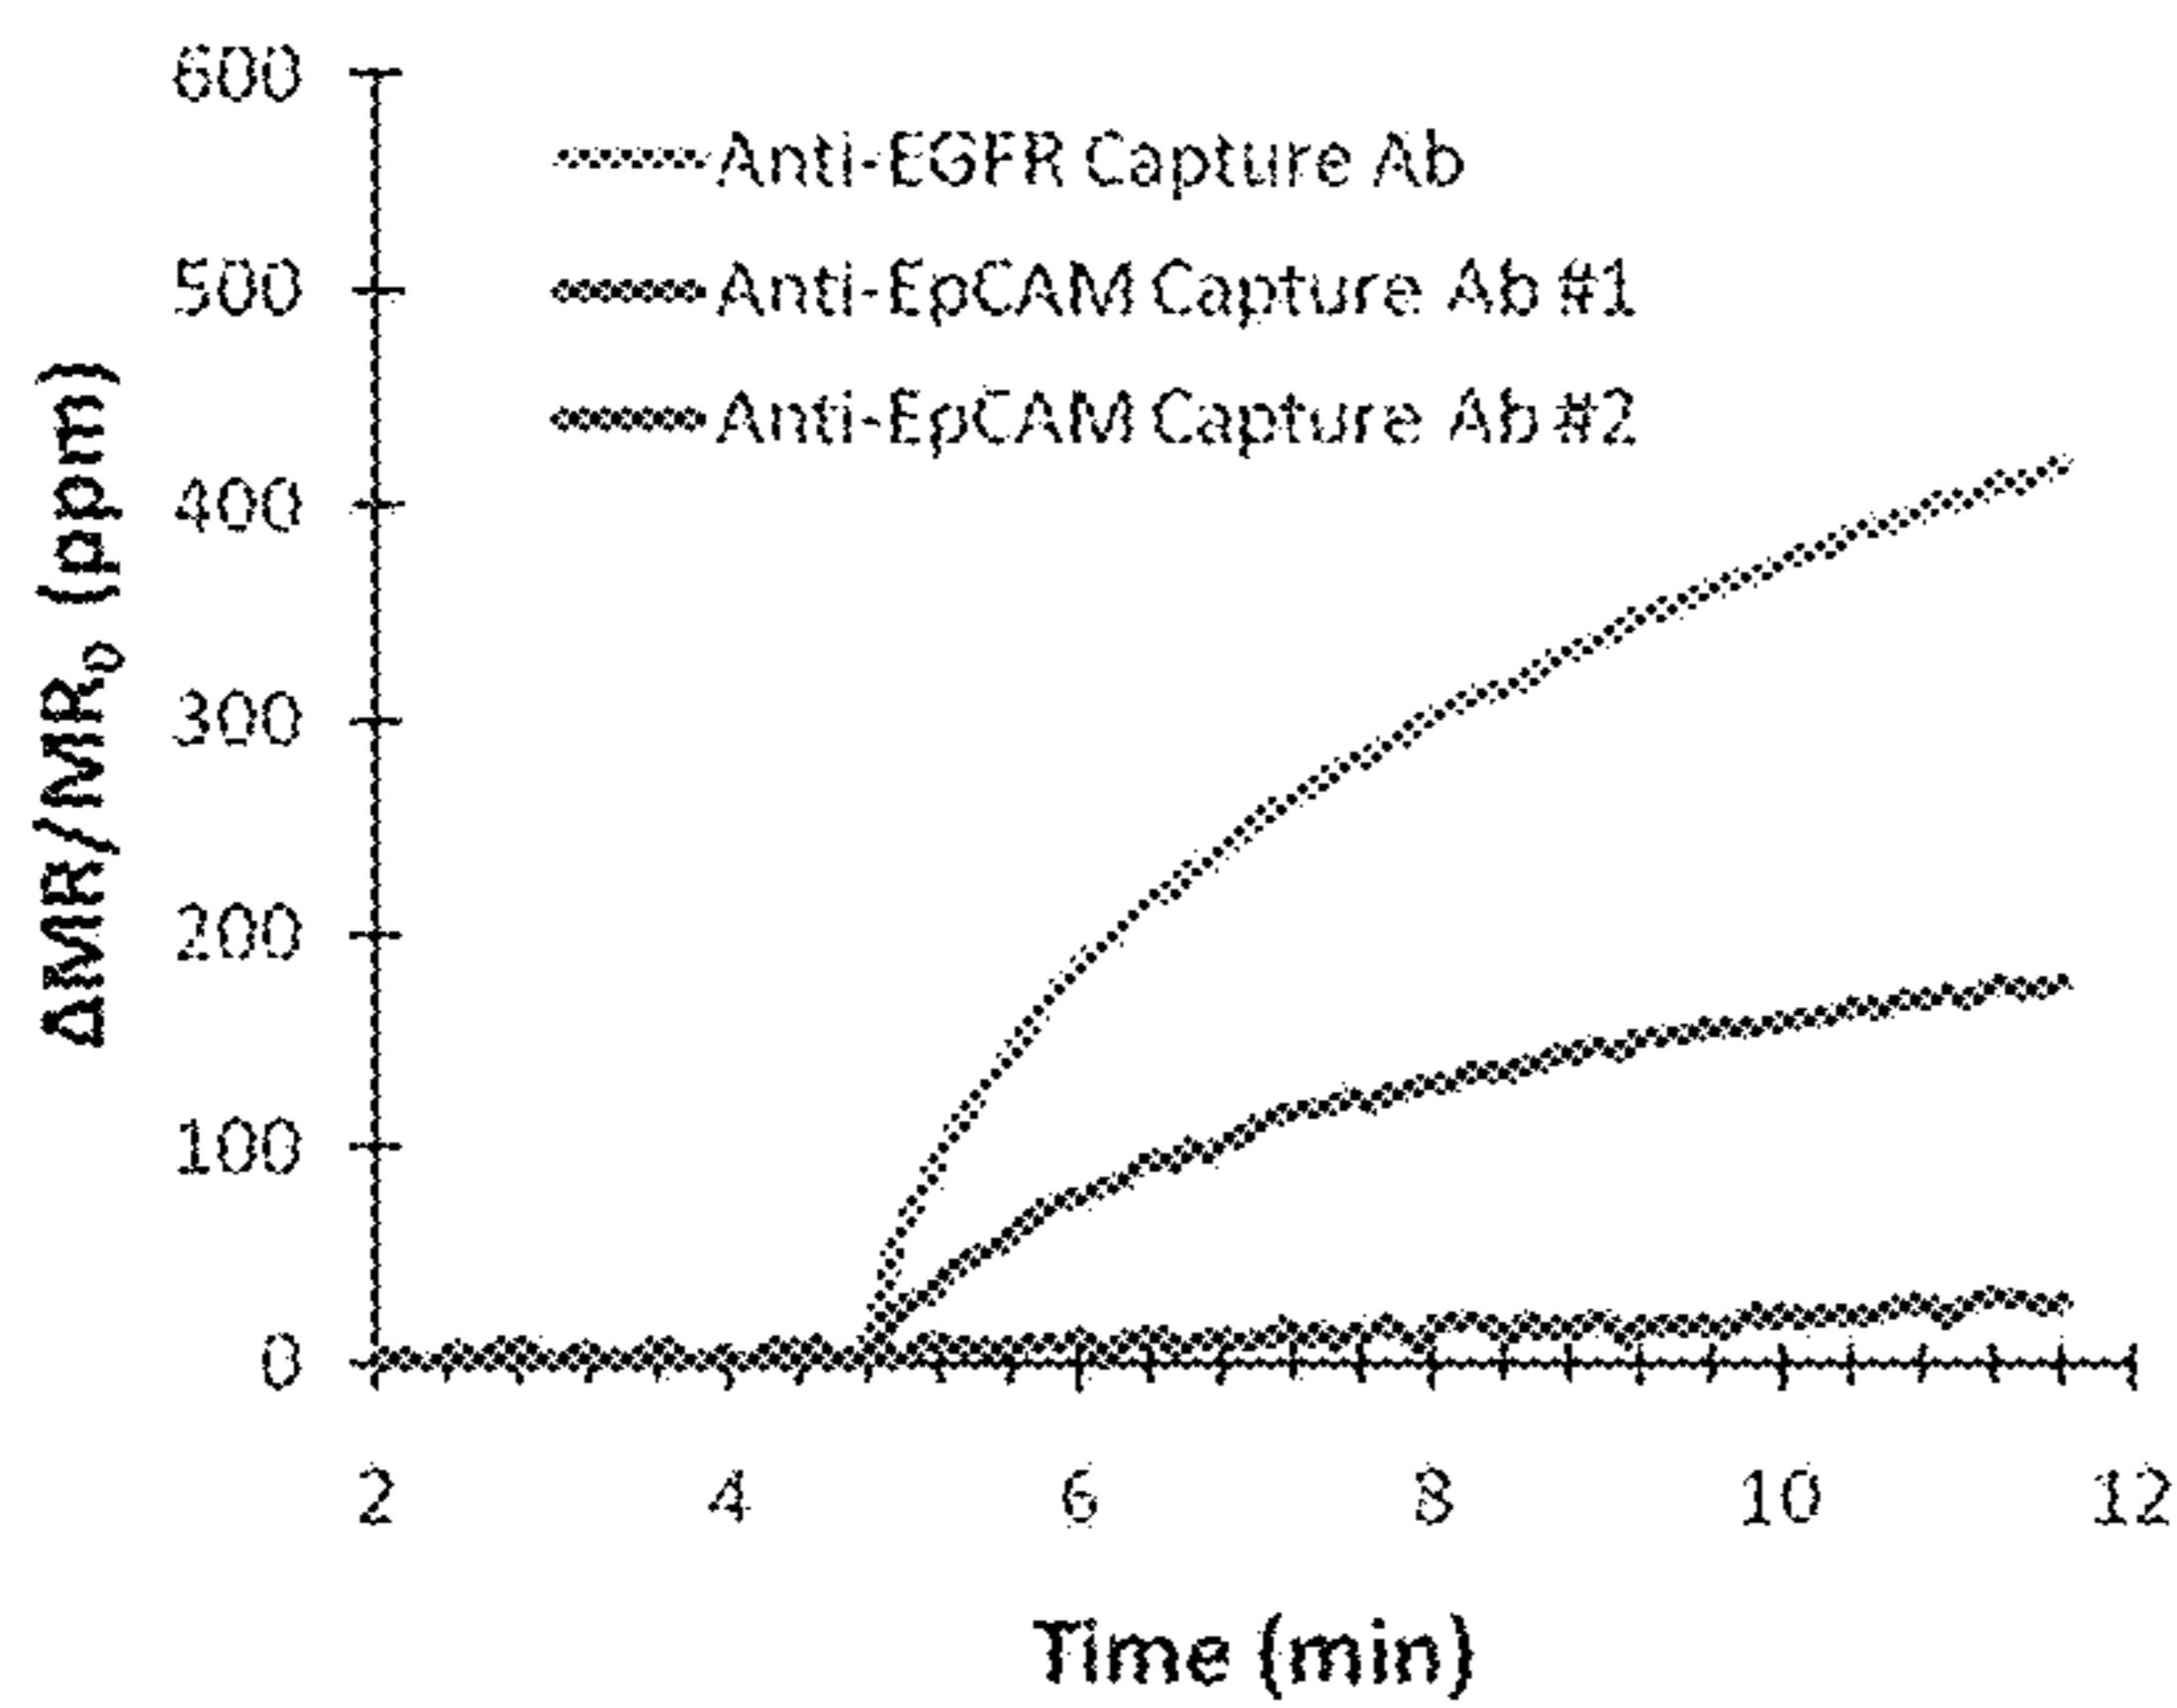 600
Anti-EGFR Capture Ab
500
Anti-EpCAM Capture Ab #1
Anti-EpCAM Capture Ab #2
400
ΔMR/MR₀ (ppm)
300
200
100
0
2 4 6 8 10 12
Time (min)